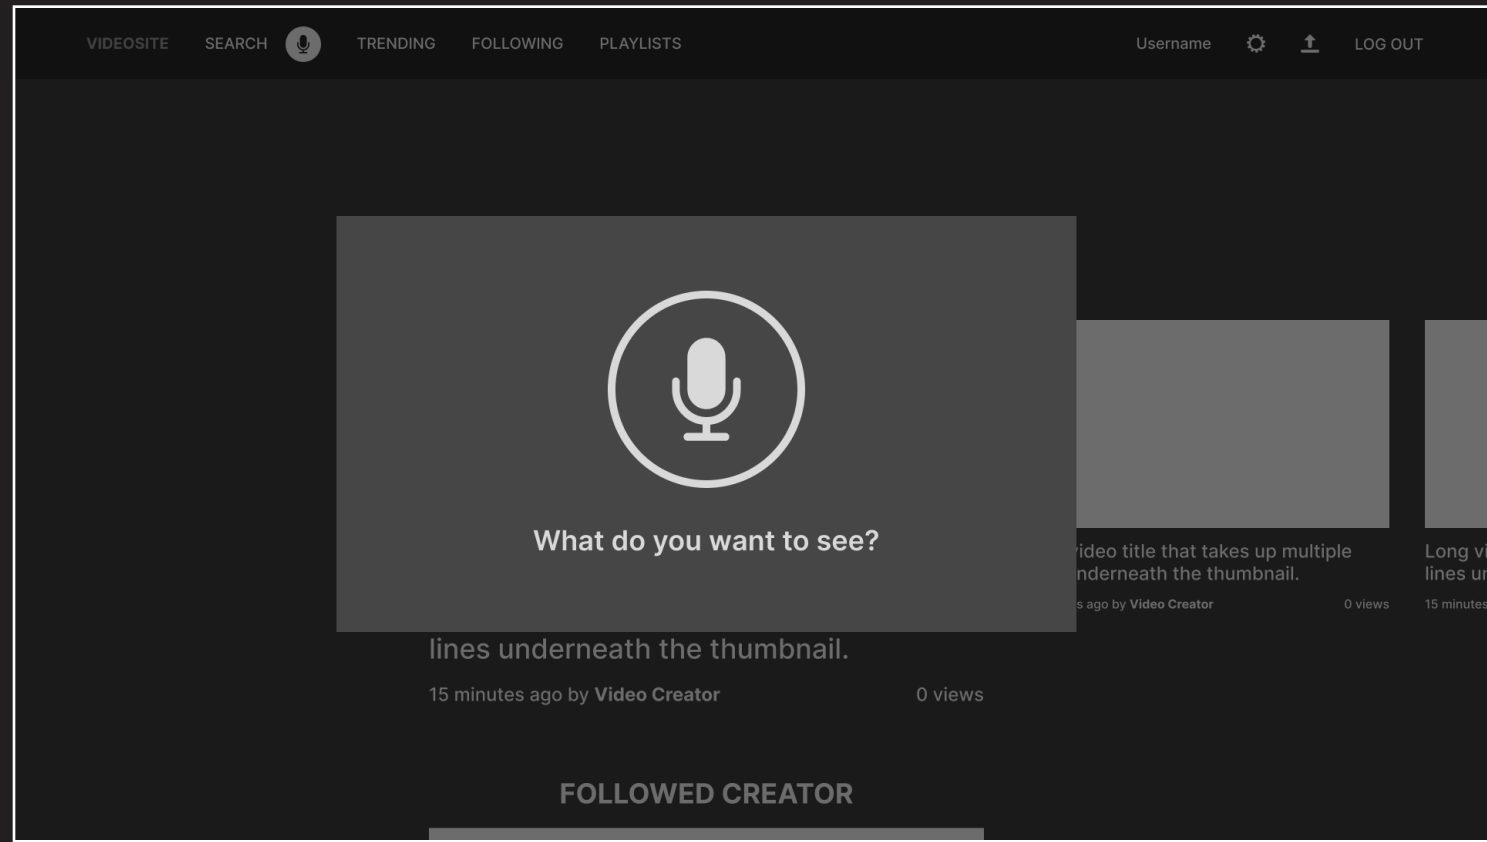 VIDEOSITE SEARCH TRENDING FOLLOWING PLAYLISTS Username LOG OUT
What do you want to see?
ideo title that takes up multiple
nderneath the thumbnail.
s ago by Video Creator 0 views
Long vi
lines un
15 minutes
lines underneath the thumbnail.
15 minutes ago by Video Creator 0 views
FOLLOWED CREATOR